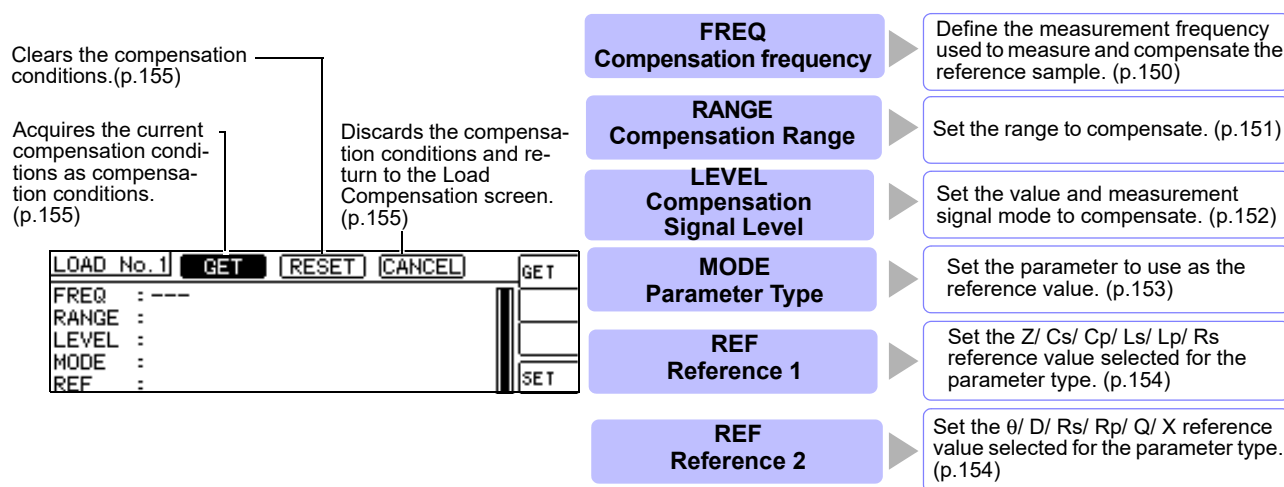 Clears the compensation
conditions.(p.155)
Acquires the current
compensation condi-
tions as compensa-
tion conditions.
(p.155)
Discards the compensa-
tion conditions and re-
turn to the Load
Compensation screen.
(p.155)
LOAD No.1 GET RESET CANCEL GET
FREQ : ---
RANGE :
LEVEL :
MODE :
REF : SET
FREQ
Compensation frequency
Define the measurement frequency
used to measure and compensate the
reference sample. (p.150)
RANGE
Compensation Range
Set the range to compensate. (p.151)
LEVEL
Compensation
Signal Level
Set the value and measurement
signal mode to compensate. (p.152)
MODE
Parameter Type
Set the parameter to use as the
reference value. (p.153)
REF
Reference 1
Set the Z/ Cs/ Cp/ Ls/ Lp/ Rs
reference value selected for the
parameter type. (p.154)
REF
Reference 2
Set the θ/ D/ Rs/ Rp/ Q/ X reference
value selected for the parameter type.
(p.154)